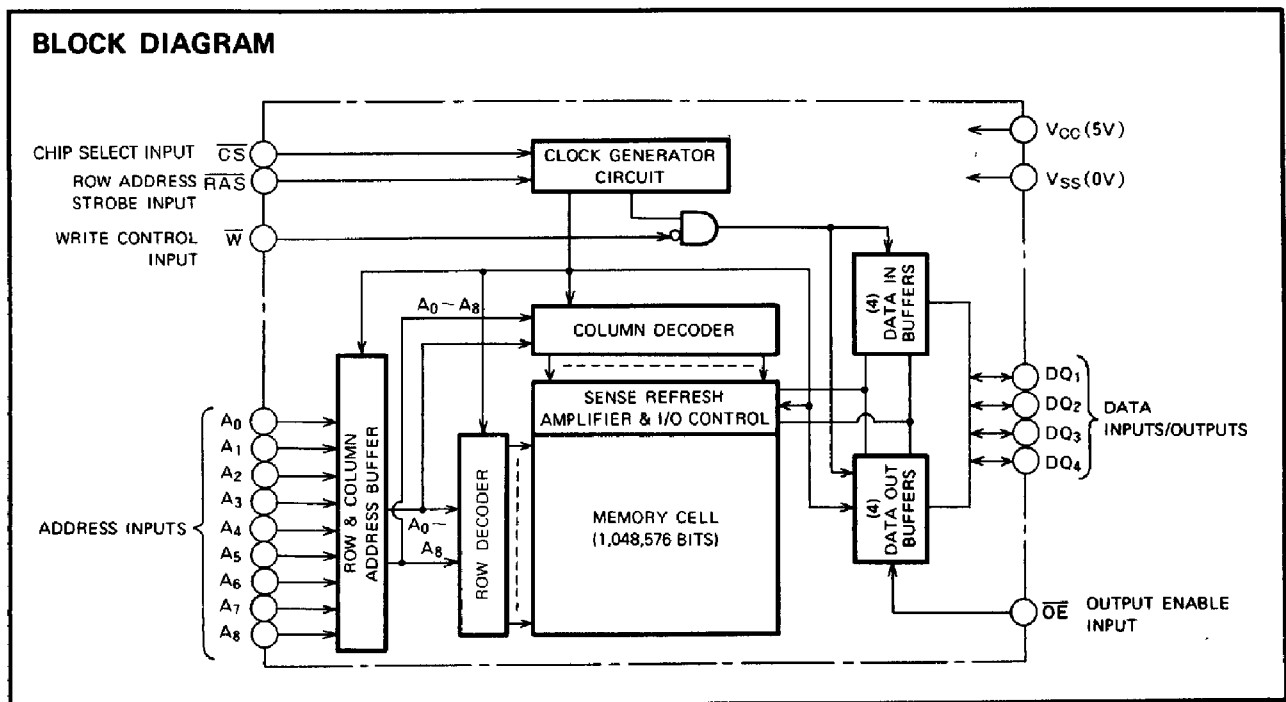 BLOCK DIAGRAM
CHIP SELECT INPUT C̅S̅
ROW ADDRESS R̅A̅S̅
STROBE INPUT
WRITE CONTROL W̅
INPUT
CLOCK GENERATOR
CIRCUIT
VCC (5V)
VSS (0V)
A0~A8
COLUMN DECODER
(4)
DATA IN
BUFFERS
SENSE REFRESH
AMPLIFIER & I/O CONTROL
ADDRESS INPUTS
A0
A1
A2
A3
A4
A5
A6
A7
A8
ROW & COLUMN
ADDRESS BUFFER
A0~
A8
ROW DECODER
MEMORY CELL
(1,048,576 BITS)
(4)
DATA OUT
BUFFERS
DQ1
DQ2
DQ3
DQ4
DATA
INPUTS/OUTPUTS
O̅E̅ OUTPUT ENABLE
INPUT